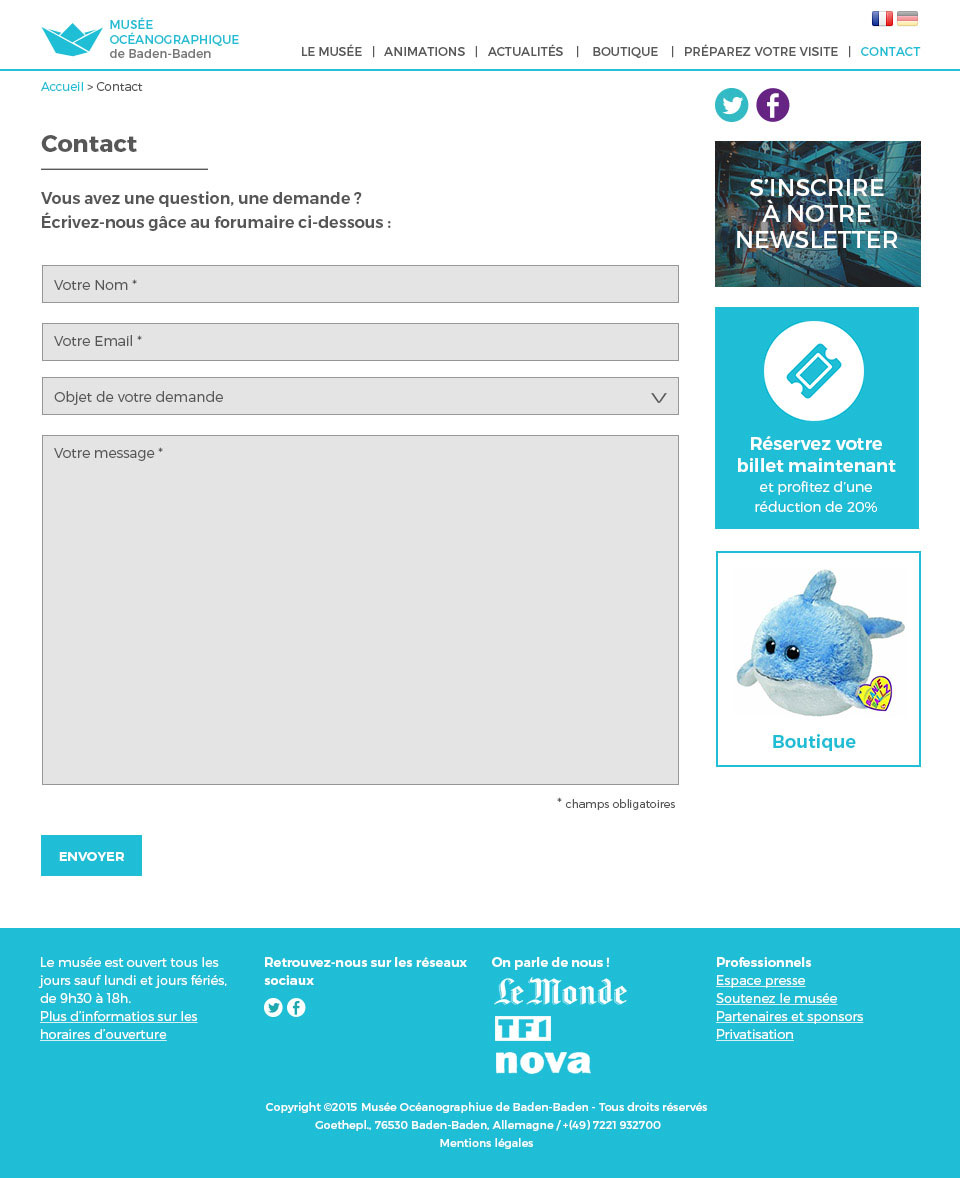 MUSÉE
OCÉANOGRAPHIQUE
de Baden-Baden
LE MUSÉE | ANIMATIONS | ACTUALITÉS | BOUTIQUE | PRÉPAREZ VOTRE VISITE | CONTACT
Accueil > Contact
Contact
Vous avez une question, une demande ?
Écrivez-nous gâce au forumaire ci-dessous :
Votre Nom *
Votre Email *
Objet de votre demande
Votre message *
* champs obligatoires
ENVOYER
S'INSCRIRE
À NOTRE
NEWSLETTER
Réservez votre
billet maintenant
et profitez d'une
réduction de 20%
BEANIE
BALLZ
Boutique
Le musée est ouvert tous les
jours sauf lundi et jours fériés,
de 9h30 à 18h.
Plus d'informatios sur les
horaires d'ouverture
Retrouvez-nous sur les réseaux
sociaux
On parle de nous !
Le Monde
TF1
nova
Professionnels
Espace presse
Soutenez le musée
Partenaires et sponsors
Privatisation
Copyright ©2015 Musée Océanographiue de Baden-Baden - Tous droits réservés
Goethepl., 76530 Baden-Baden, Allemagne / +(49) 7221 932700
Mentions légales